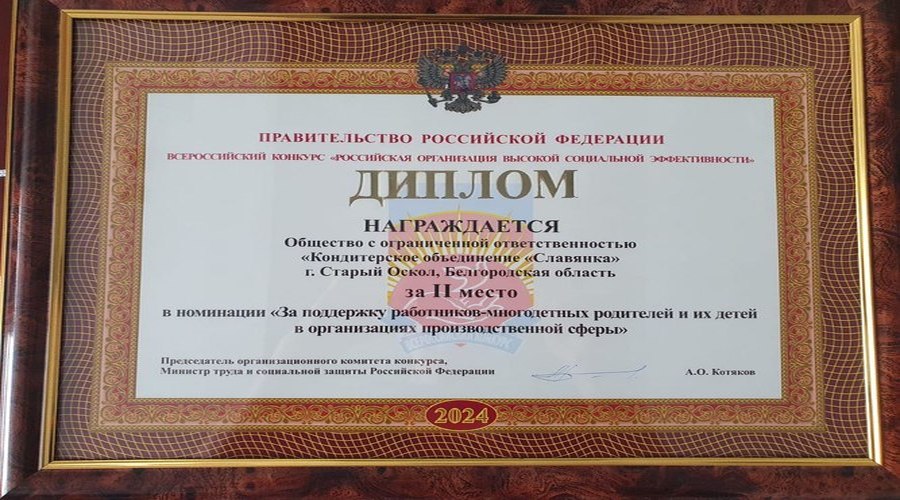 ПРАВИТЕЛЬСТВО РОССИЙСКОЙ ФЕДЕРАЦИИ
ВСЕРОССИЙСКИЙ КОНКУРС «РОССИЙСКАЯ ОРГАНИЗАЦИЯ ВЫСОКОЙ СОЦИАЛЬНОЙ ЭФФЕКТИВНОСТИ»
ДИПЛОМ
НАГРАЖДАЕТСЯ
Общество с ограниченной ответственностью
«Кондитерское объединение «Славянка»
г. Старый Оскол, Белгородская область
за II место
в номинации «За поддержку работников-многодетных родителей и их детей
в организациях производственной сферы»
Председатель организационного комитета конкурса,
Министр труда и социальной защиты Российской Федерации
А.О. Котяков
2024